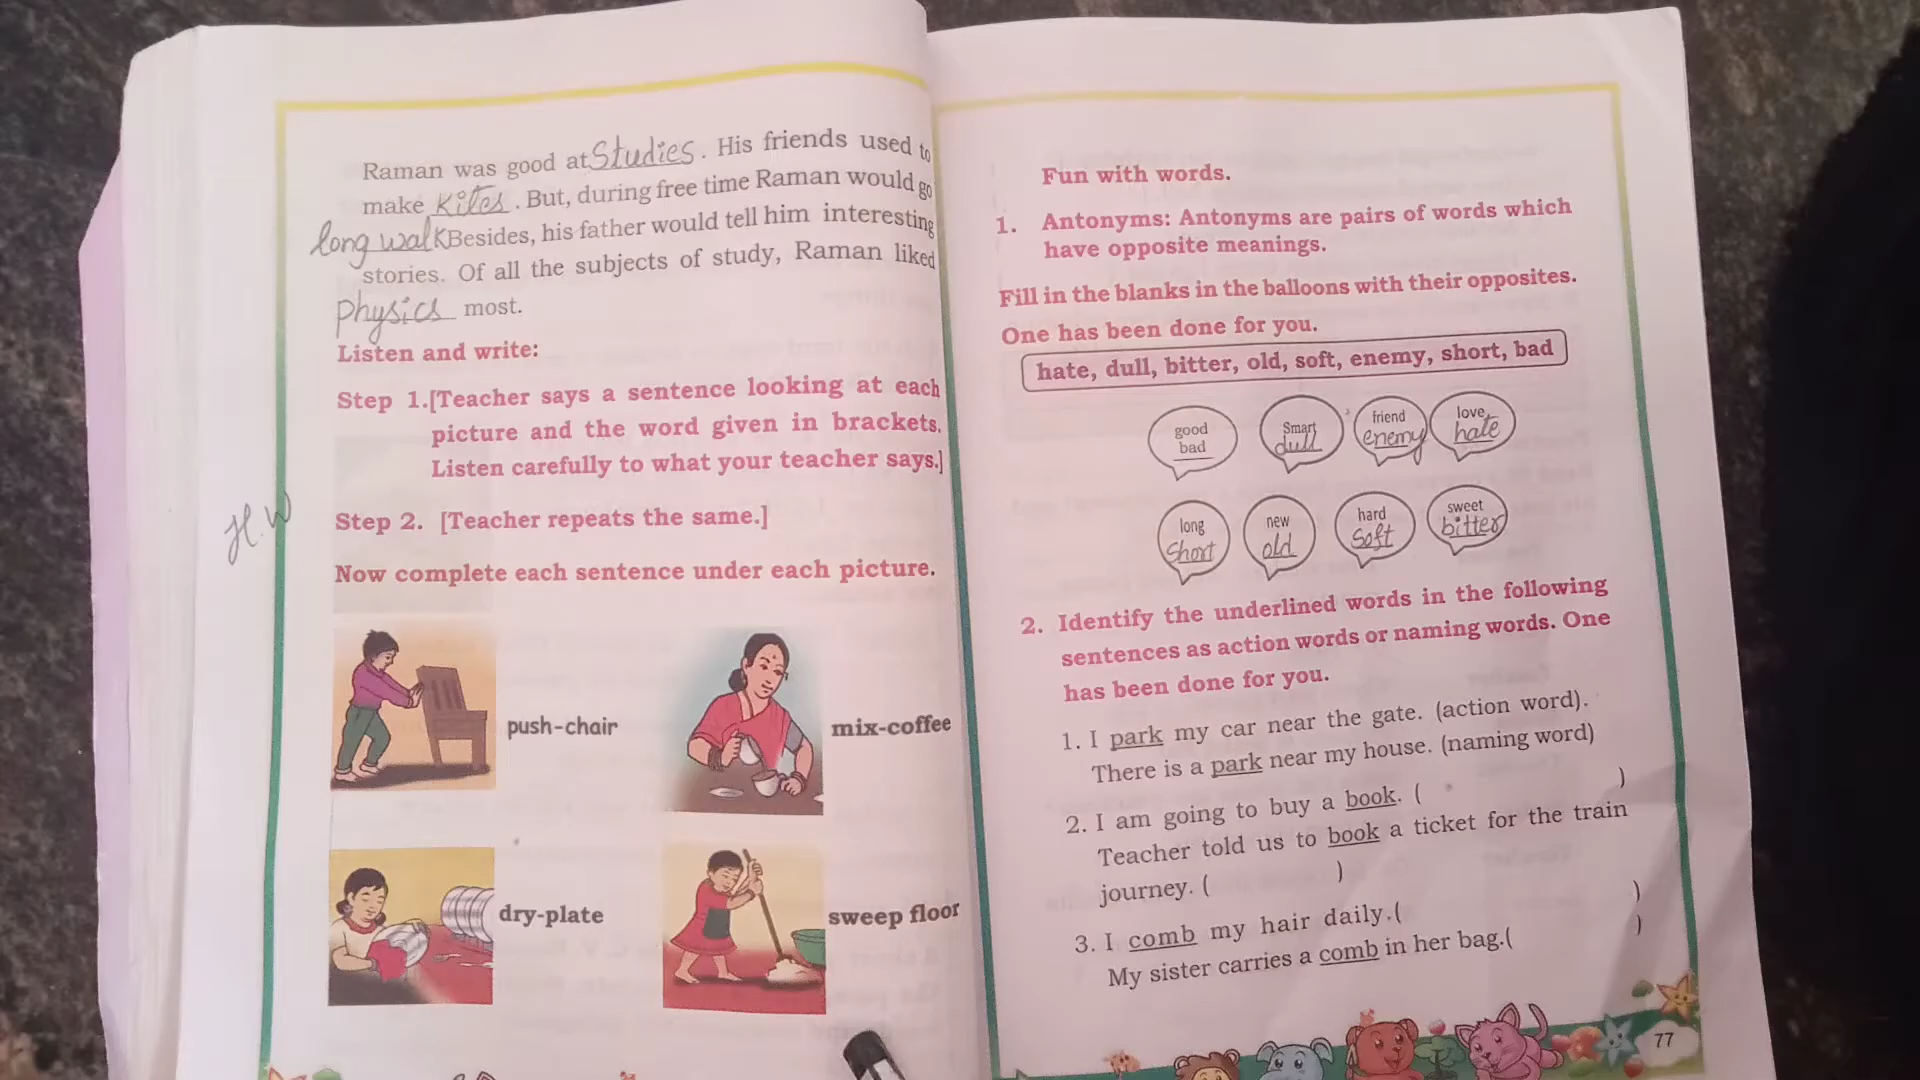 Raman was good at Studies. His friends used to
make Kites. But, during free time Raman would go
long walk Besides, his father would tell him interesting
stories. Of all the subjects of study, Raman liked
Physics most.
Listen and write:
Step 1.[Teacher says a sentence looking at each
picture and the word given in brackets.
Listen carefully to what your teacher says.]
H.W
Step 2. [Teacher repeats the same.]
Now complete each sentence under each picture.
push-chair
mix-coffee
dry-plate
sweep floor
Fun with words.
1. Antonyms: Antonyms are pairs of words which
have opposite meanings.
Fill in the blanks in the balloons with their opposites.
One has been done for you.
hate, dull, bitter, old, soft, enemy, short, bad
good
bad
Smart
dull
friend
enemy
love
hate
long
short
new
old
hard
soft
sweet
bitter
2. Identify the underlined words in the following
sentences as action words or naming words. One
has been done for you.
1. I park my car near the gate. (action word).
There is a park near my house. (naming word)
2. I am going to buy a book. ( )
Teacher told us to book a ticket for the train
journey. ( )
3. I comb my hair daily.( )
My sister carries a comb in her bag.( )
77